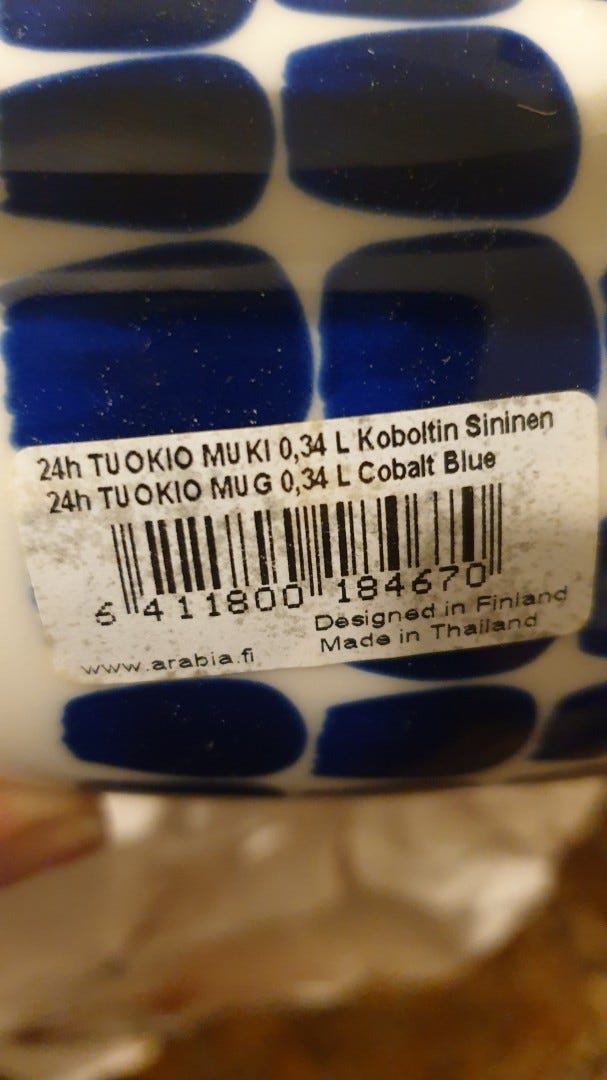 24h TUOKIO MUKI 0,34 L Koboltin Sininen
24h TUOKIO MUG 0,34 L Cobalt Blue
6 411800 184670
Designed in Finland
Made in Thailand
www.arabia.fi